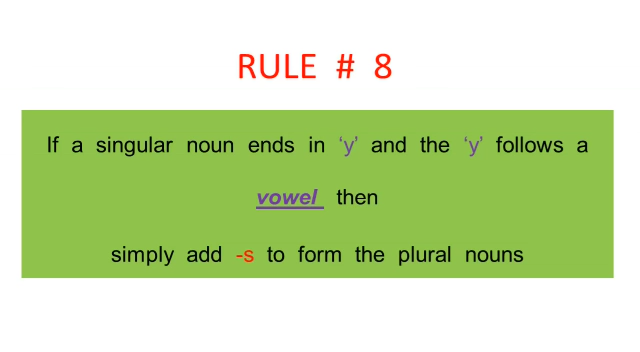 RULE # 8
If a singular noun ends in ‘y’ and the ‘y’ follows a
vowel then
simply add -s to form the plural nouns